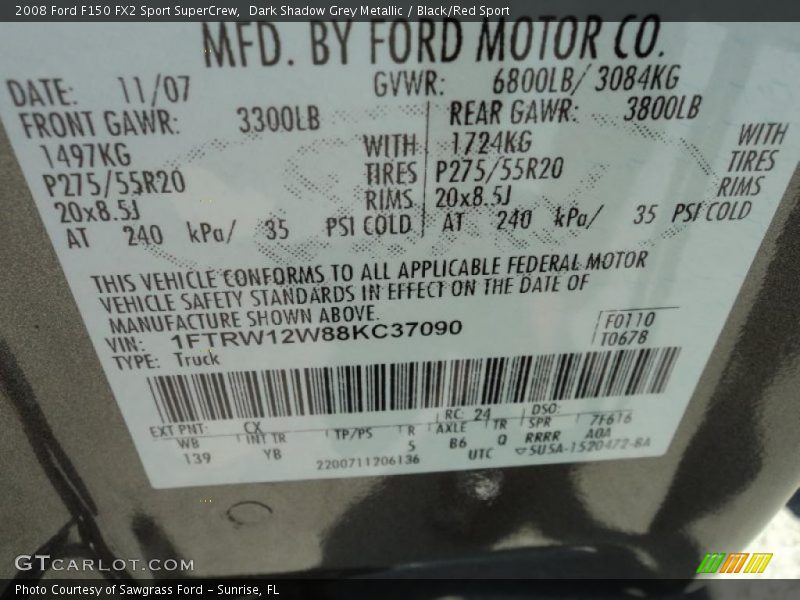 2008 Ford F150 FX2 Sport SuperCrew,  Dark Shadow Grey Metallic / Black/Red Sport
MFD. BY FORD MOTOR CO.
DATE: 11/07 GVWR: 6800LB/ 3084KG
FRONT GAWR: 3300LB REAR GAWR: 3800LB
1497KG WITH 1724KG WITH
P275/55R20 TIRES P275/55R20 TIRES
20x8.5J RIMS 20x8.5J RIMS
AT 240 kPa/ 35 PSI COLD AT 240 kPa/ 35 PSI COLD
THIS VEHICLE CONFORMS TO ALL APPLICABLE FEDERAL MOTOR
VEHICLE SAFETY STANDARDS IN EFFECT ON THE DATE OF
MANUFACTURE SHOWN ABOVE.
VIN: 1FTRW12W88KC37090 F0110
TYPE: Truck T0678
EXT PNT: CX RC: 24 DSO:
WB INT TR TP/PS R AXLE TR SPR 7F616
139 YB 5 B6 Q RRRR A0A
2200711206136 UTC ▽5U5A-1520472-BA
GTCARLOT.COM
Photo Courtesy of Sawgrass Ford - Sunrise, FL